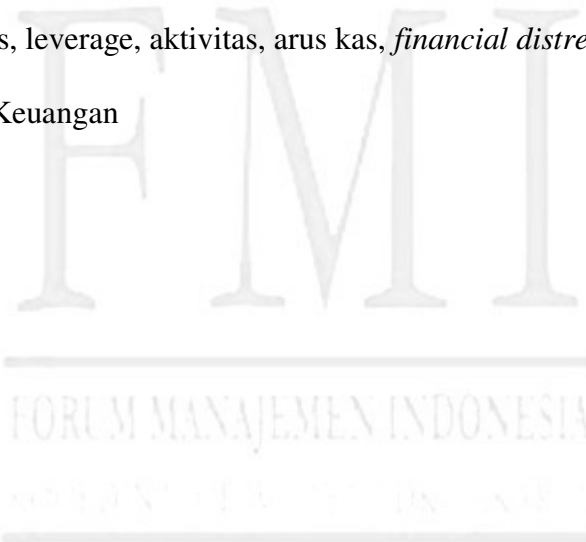 s, leverage, aktivitas, arus kas, financial distre
Keuangan
FMI
FORUM MANAJEMEN INDONESIA